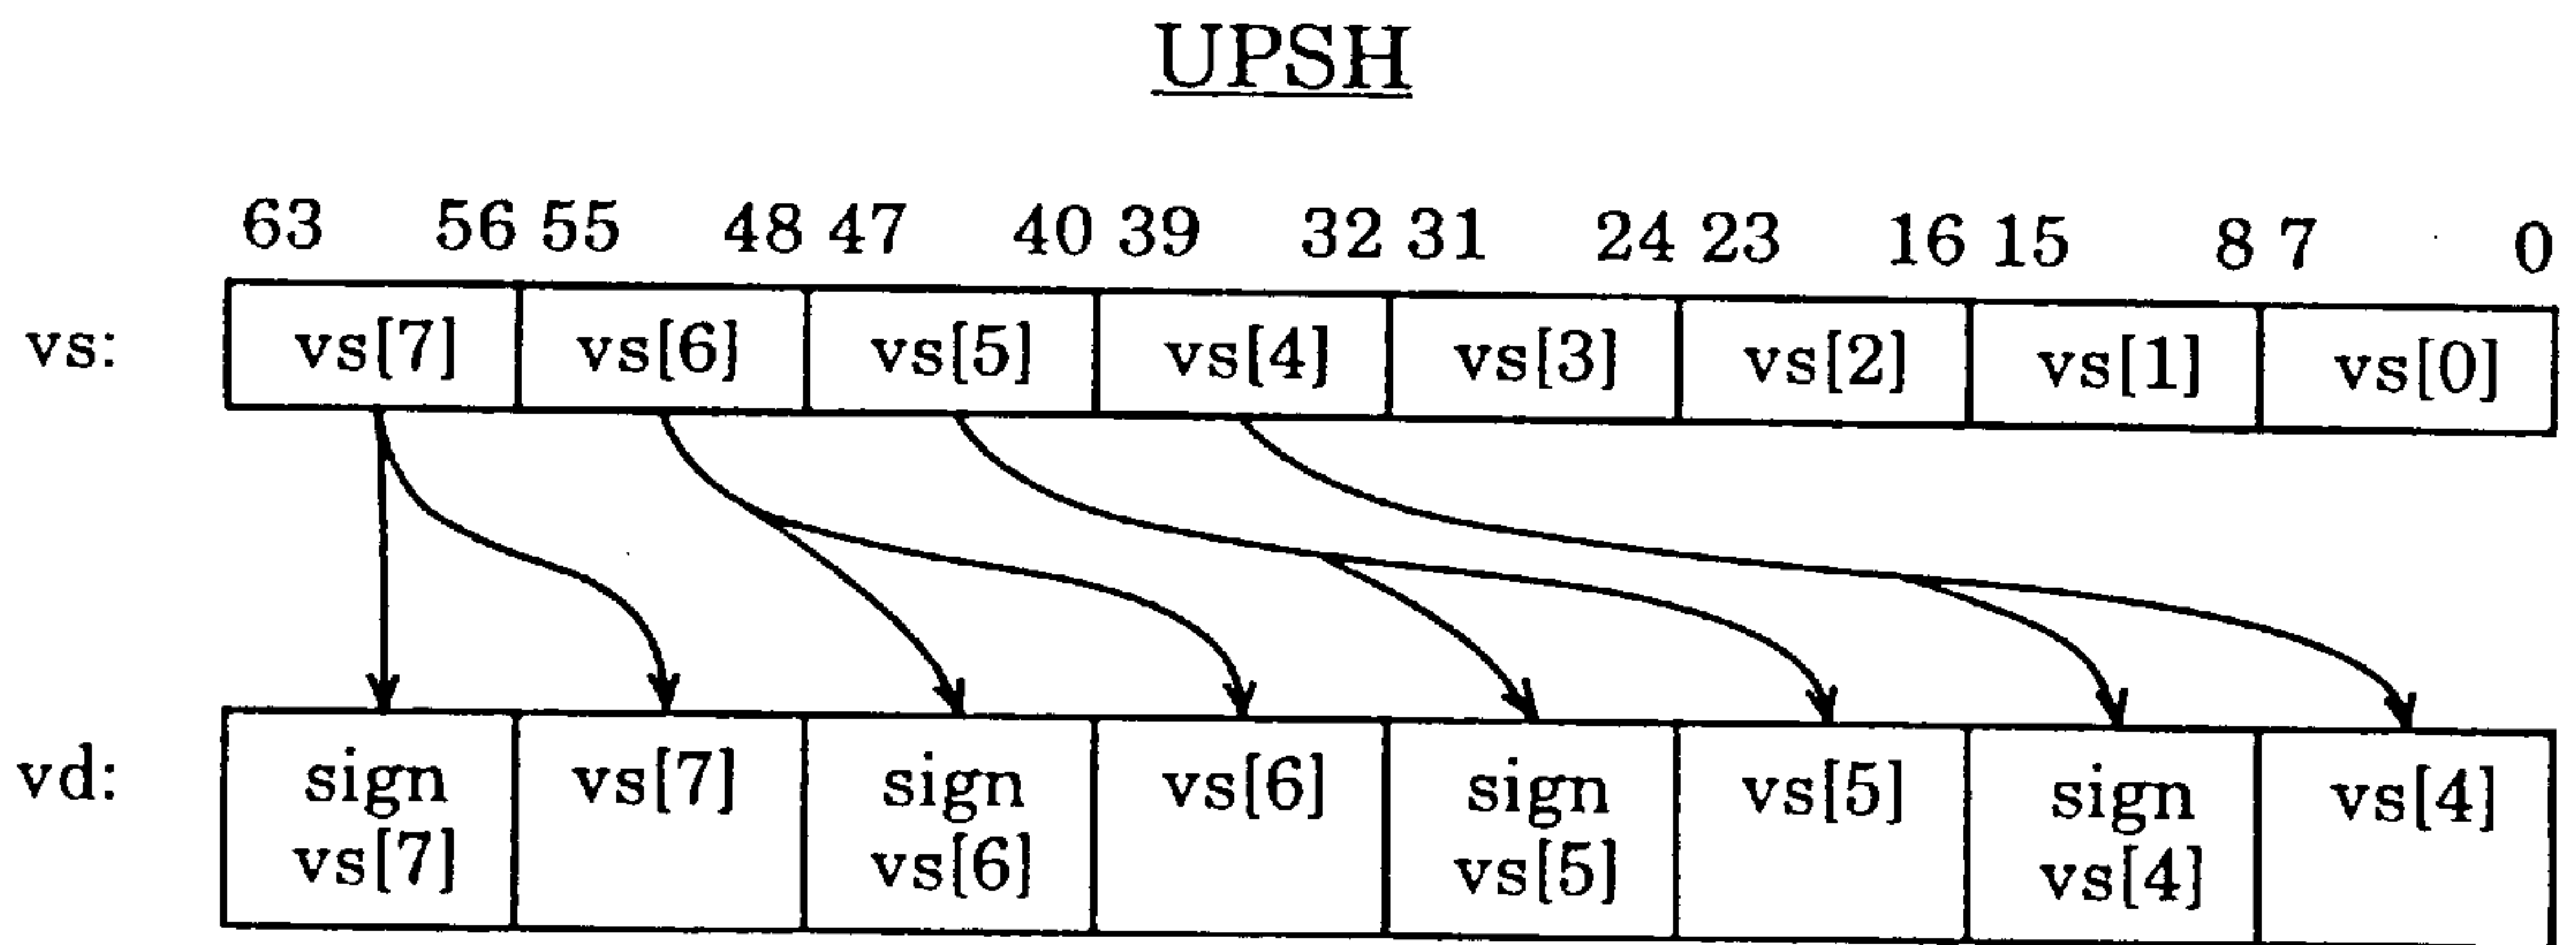 UPSH
63 56 55 48 47 40 39 32 31 24 23 16 15 8 7 0
vs: vs[7] vs[6] vs[5] vs[4] vs[3] vs[2] vs[1] vs[0]
vd: sign vs[7] sign vs[6] sign vs[5] sign vs[4]
vs[7] vs[6] vs[5] vs[4]